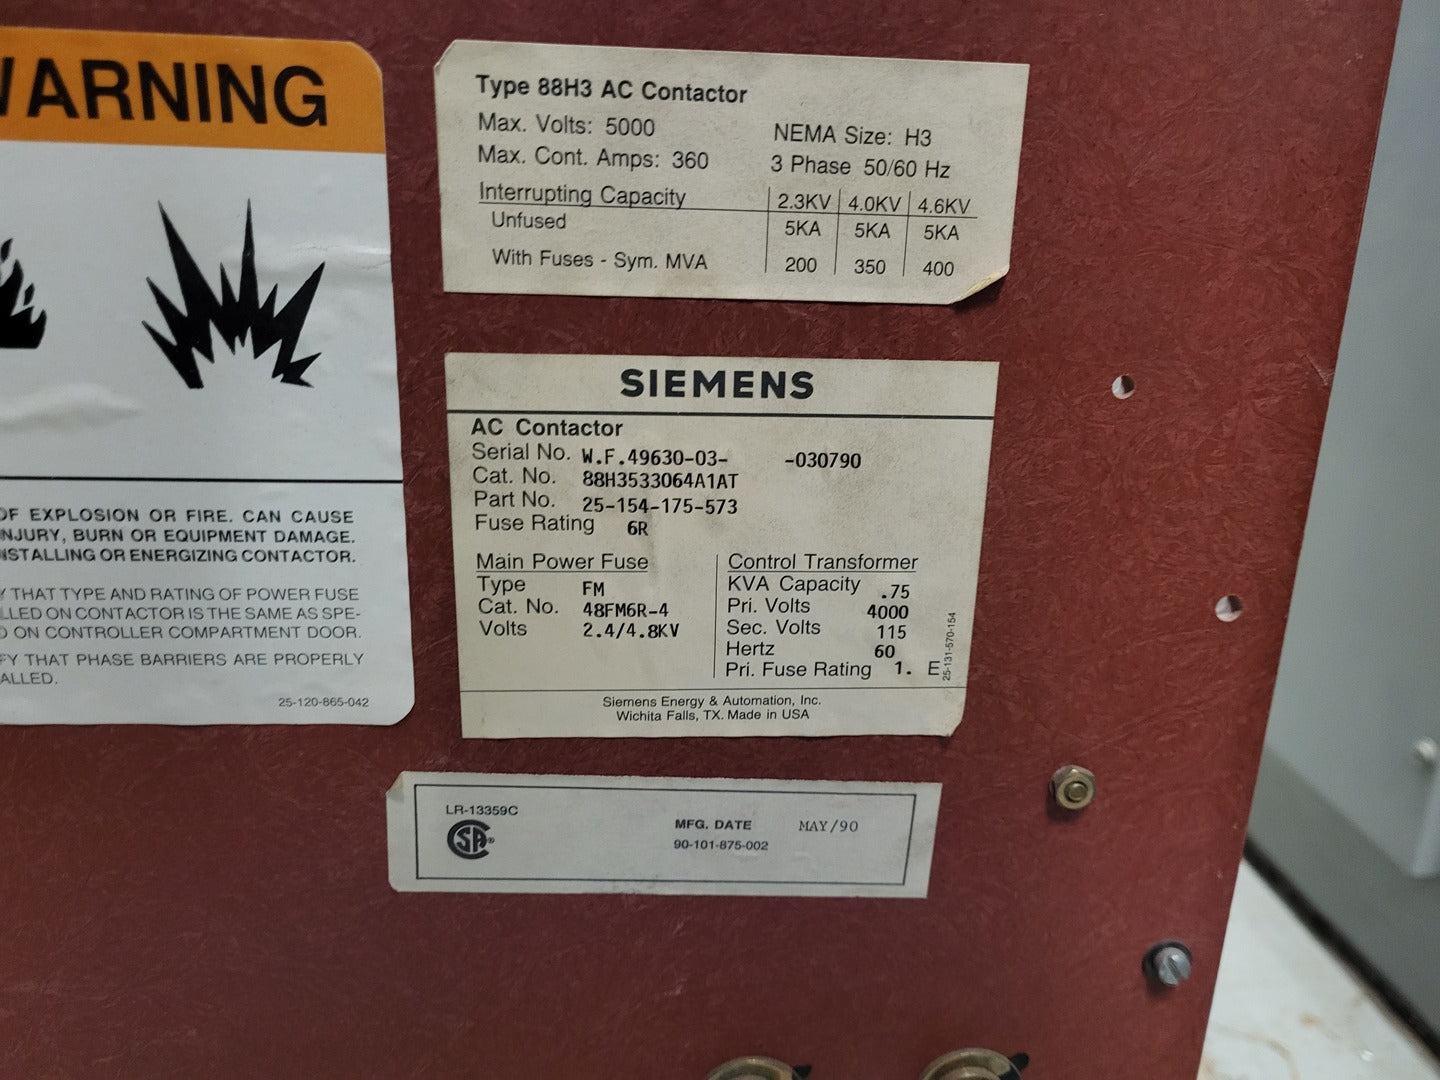 WARNING
OF EXPLOSION OR FIRE. CAN CAUSE
NJURY, BURN OR EQUIPMENT DAMAGE.
NSTALLING OR ENERGIZING CONTACTOR.
Y THAT TYPE AND RATING OF POWER FUSE
LLED ON CONTACTOR IS THE SAME AS SPE-
D ON CONTROLLER COMPARTMENT DOOR.
FY THAT PHASE BARRIERS ARE PROPERLY
ALLED.
25-120-865-042
Type 88H3 AC Contactor
Max. Volts: 5000 NEMA Size: H3
Max. Cont. Amps: 360 3 Phase 50/60 Hz
Interrupting Capacity 2.3KV 4.0KV 4.6KV
Unfused 5KA 5KA 5KA
With Fuses - Sym. MVA 200 350 400
SIEMENS
AC Contactor
Serial No. W.F.49630-03- -030790
Cat. No. 88H3533064A1AT
Part No. 25-154-175-573
Fuse Rating 6R
Main Power Fuse
Type FM
Cat. No. 48FM6R-4
Volts 2.4/4.8KV
Control Transformer
KVA Capacity .75
Pri. Volts 4000
Sec. Volts 115
Hertz 60
Pri. Fuse Rating 1. E
25-131-570-154
Siemens Energy & Automation, Inc.
Wichita Falls, TX. Made in USA
LR-13359C
CSA®
MFG. DATE MAY/90
90-101-875-002